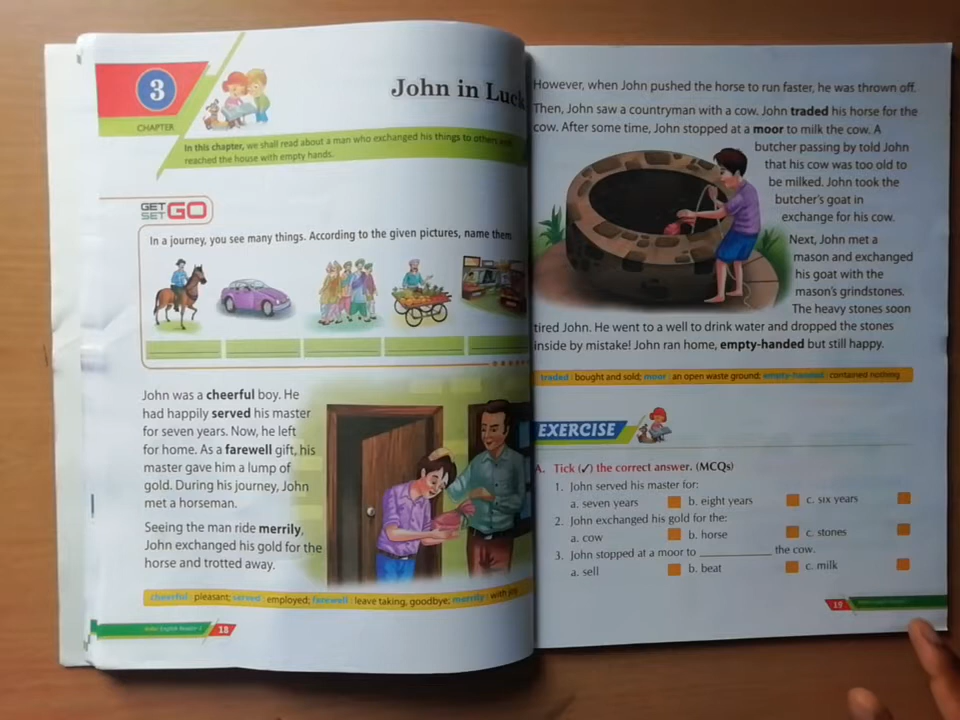 3
CHAPTER
John in Luck
In this chapter, we shall read about a man who exchanged his things to others and
reached the house with empty hands.
GET
SET GO
In a journey, you see many things. According to the given pictures, name them.
John was a cheerful boy. He
had happily served his master
for seven years. Now, he left
for home. As a farewell gift, his
master gave him a lump of
gold. During his journey, John
met a horseman.
Seeing the man ride merrily,
John exchanged his gold for the
horse and trotted away.
cheerful : pleasant; served : employed; farewell : leave taking, goodbye; merrily : with joy
English Reader-2
18
However, when John pushed the horse to run faster, he was thrown off.
Then, John saw a countryman with a cow. John traded his horse for the
cow. After some time, John stopped at a moor to milk the cow. A
butcher passing by told John
that his cow was too old to
be milked. John took the
butcher's goat in
exchange for his cow.
Next, John met a
mason and exchanged
his goat with the
mason's grindstones.
The heavy stones soon
tired John. He went to a well to drink water and dropped the stones
inside by mistake! John ran home, empty-handed but still happy.
traded : bought and sold; moor : an open waste ground; empty-handed : contained nothing
EXERCISE
A. Tick (✓) the correct answer. (MCQs)
1. John served his master for:
a. seven years b. eight years c. six years
2. John exchanged his gold for the:
a. cow b. horse c. stones
3. John stopped at a moor to ____________ the cow.
a. sell b. beat c. milk
19